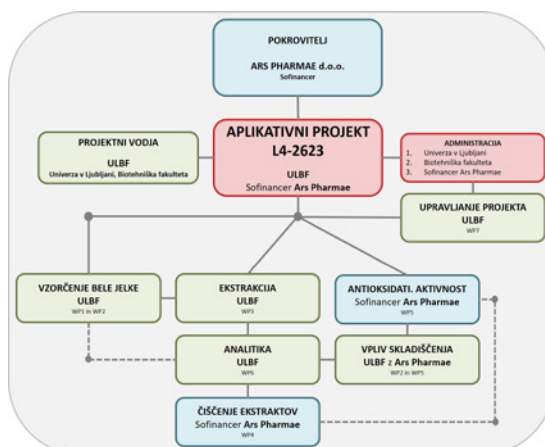 POKROVITELJ
ARS PHARMAE d.o.o.
Sofinancer
PROJEKTNI VODJA
ULBF
Univerza v Ljubljani, Biotehniška fakulteta
APLIKATIVNI PROJEKT
L4-2623
ULBF
Sofinancer Ars Pharmae
ADMINISTRACIJA
1. Univerza v Ljubljani
2. Biotehniška fakulteta
3. Sofinancer Ars Pharmae
UPRAVLJANJE PROJEKTA
ULBF
WP7
VZORČENJE BELE JELKE
ULBF
WP1 in WP2
EKSTRAKCIJA
ULBF
WP3
ANTIOKSIDATI. AKTIVNOST
Sofinancer Ars Pharmae
WP5
ANALITIKA
ULBF
WP6
VPLIV SKLADIŠČENJA
ULBF z Ars Pharmae
WP2 in WP5
ČIŠČENJE EKSTRAKTOV
Sofinancer Ars Pharmae
WP4